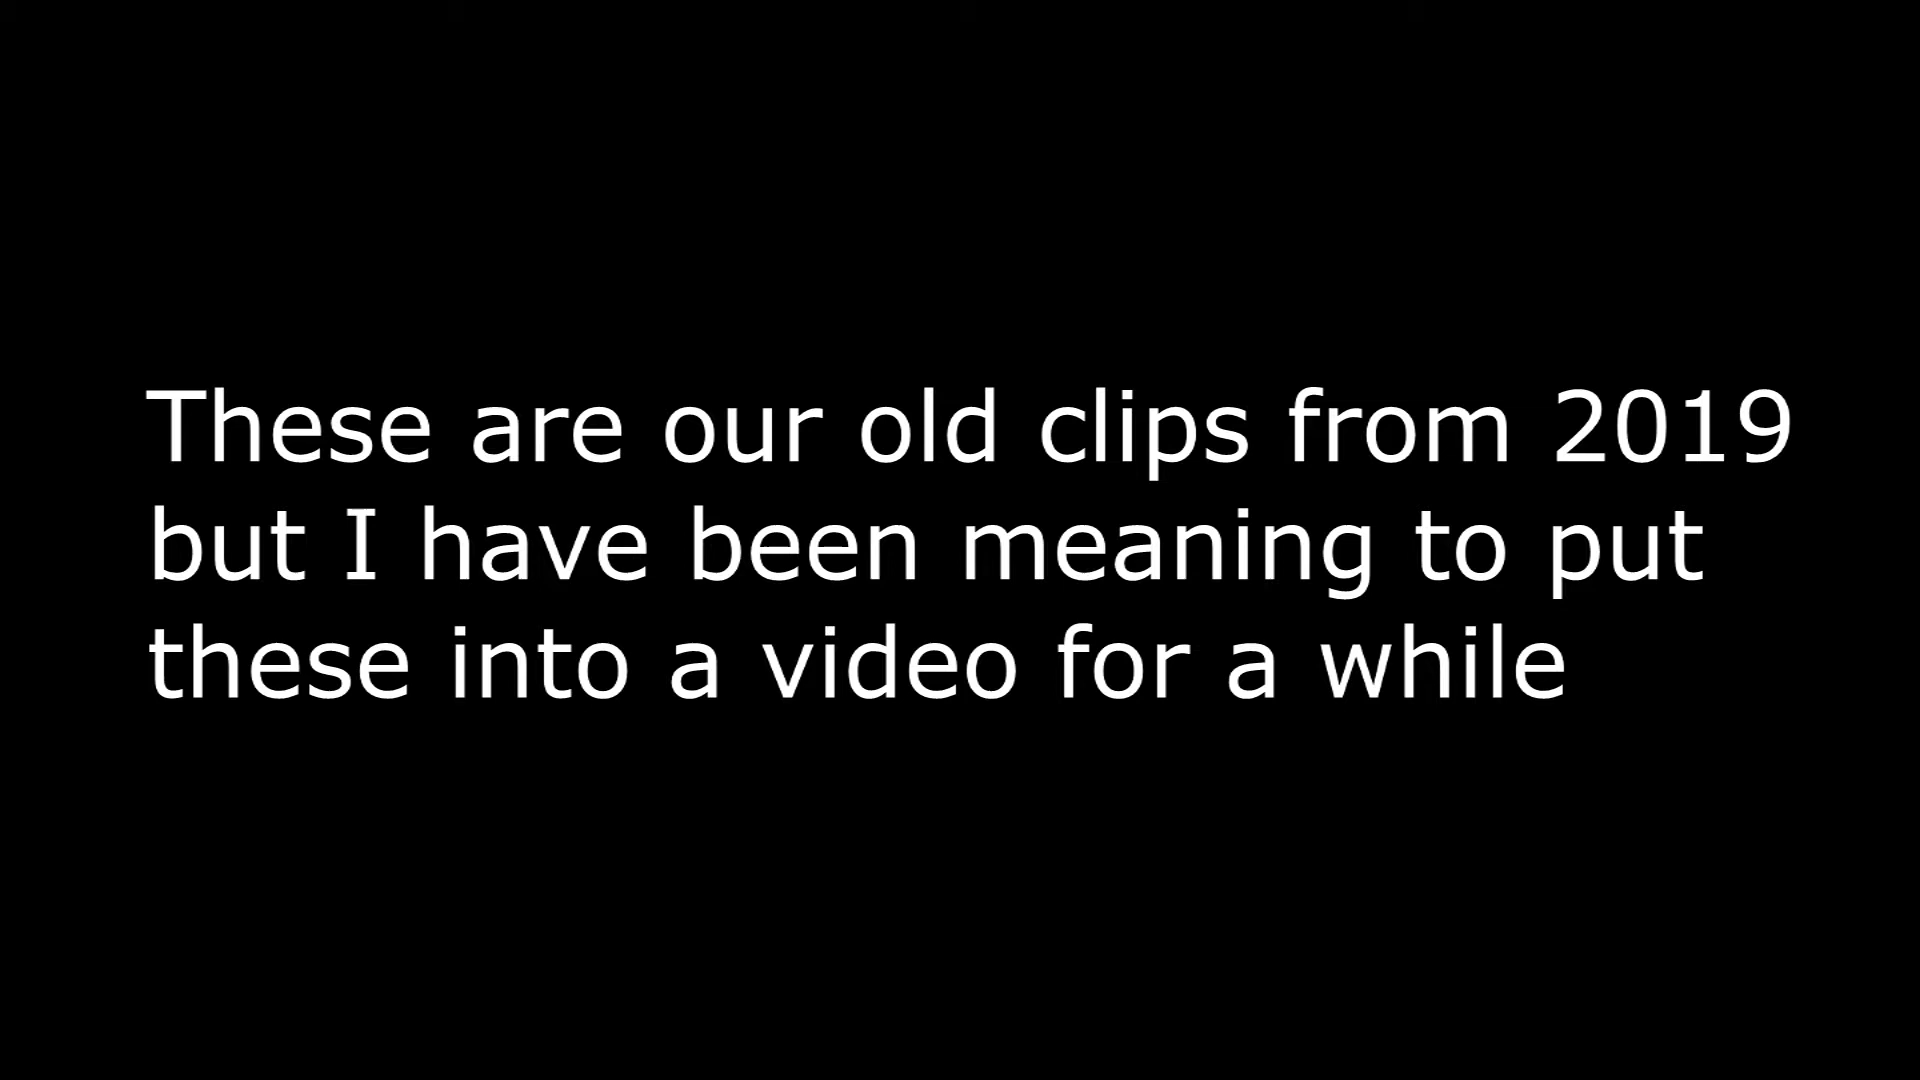 These are our old clips from 2019
but I have been meaning to put
these into a video for a while